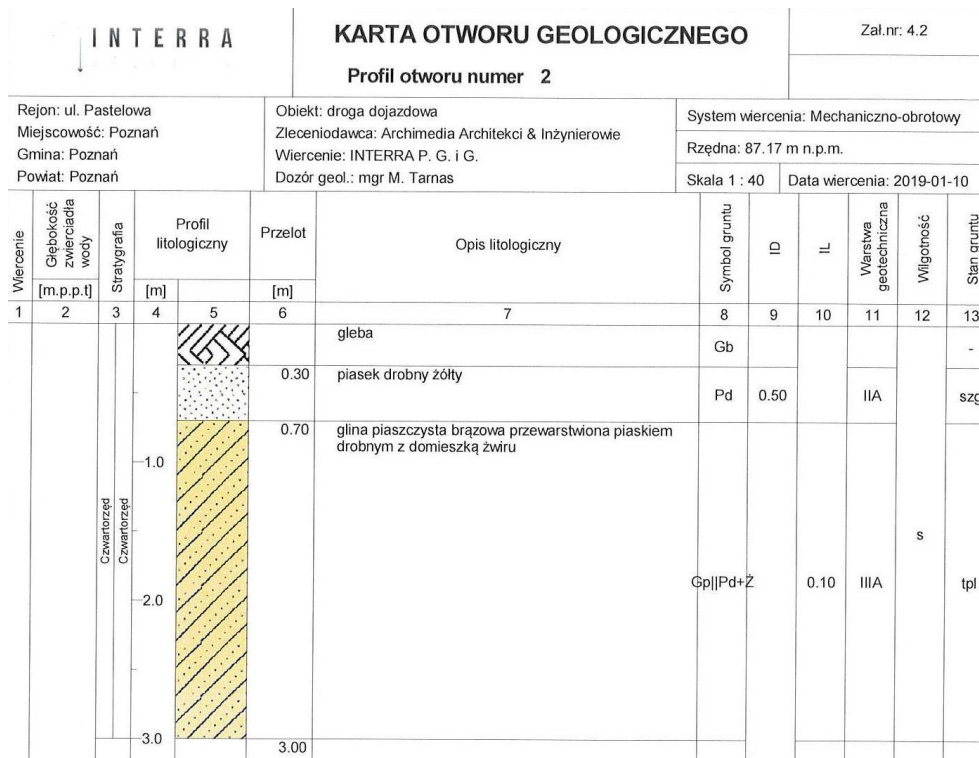 INTERRA
KARTA OTWORU GEOLOGICZNEGO
Profil otworu numer 2
Zał.nr: 4.2
Rejon: ul. Pastelowa
Miejscowość: Poznań
Gmina: Poznań
Powiat: Poznań
Obiekt: droga dojazdowa
Zleceniodawca: Archimedia Architekci & Inżynierowie
Wiercenie: INTERRA P. G. i G.
Dozór geol.: mgr M. Tarnas
System wiercenia: Mechaniczno-obrotowy
Rzędna: 87.17 m n.p.m.
Skala 1 : 40 Data wiercenia: 2019-01-10
Wiercenie
Głębokość
zwierciadła
wody
[m.p.p.t]
Stratygrafia
Profil
litologiczny
[m]
Przelot
[m]
Opis litologiczny
Symbol gruntu
ID
IL
Warstwa
geotechniczna
Wilgotność
Stan gruntu
1 2 3 4 5 6 7 8 9 10 11 12 13
gleba
Gb -
0.30 piasek drobny żółty
Pd 0.50 IIA szg
0.70 glina piaszczysta brązowa przewarstwiona piaskiem
drobnym z domieszką żwiru
1.0
Czwartorzęd
Czwartorzęd
s
Gp||Pd+Ż 0.10 IIIA tpl
2.0
3.0
3.00